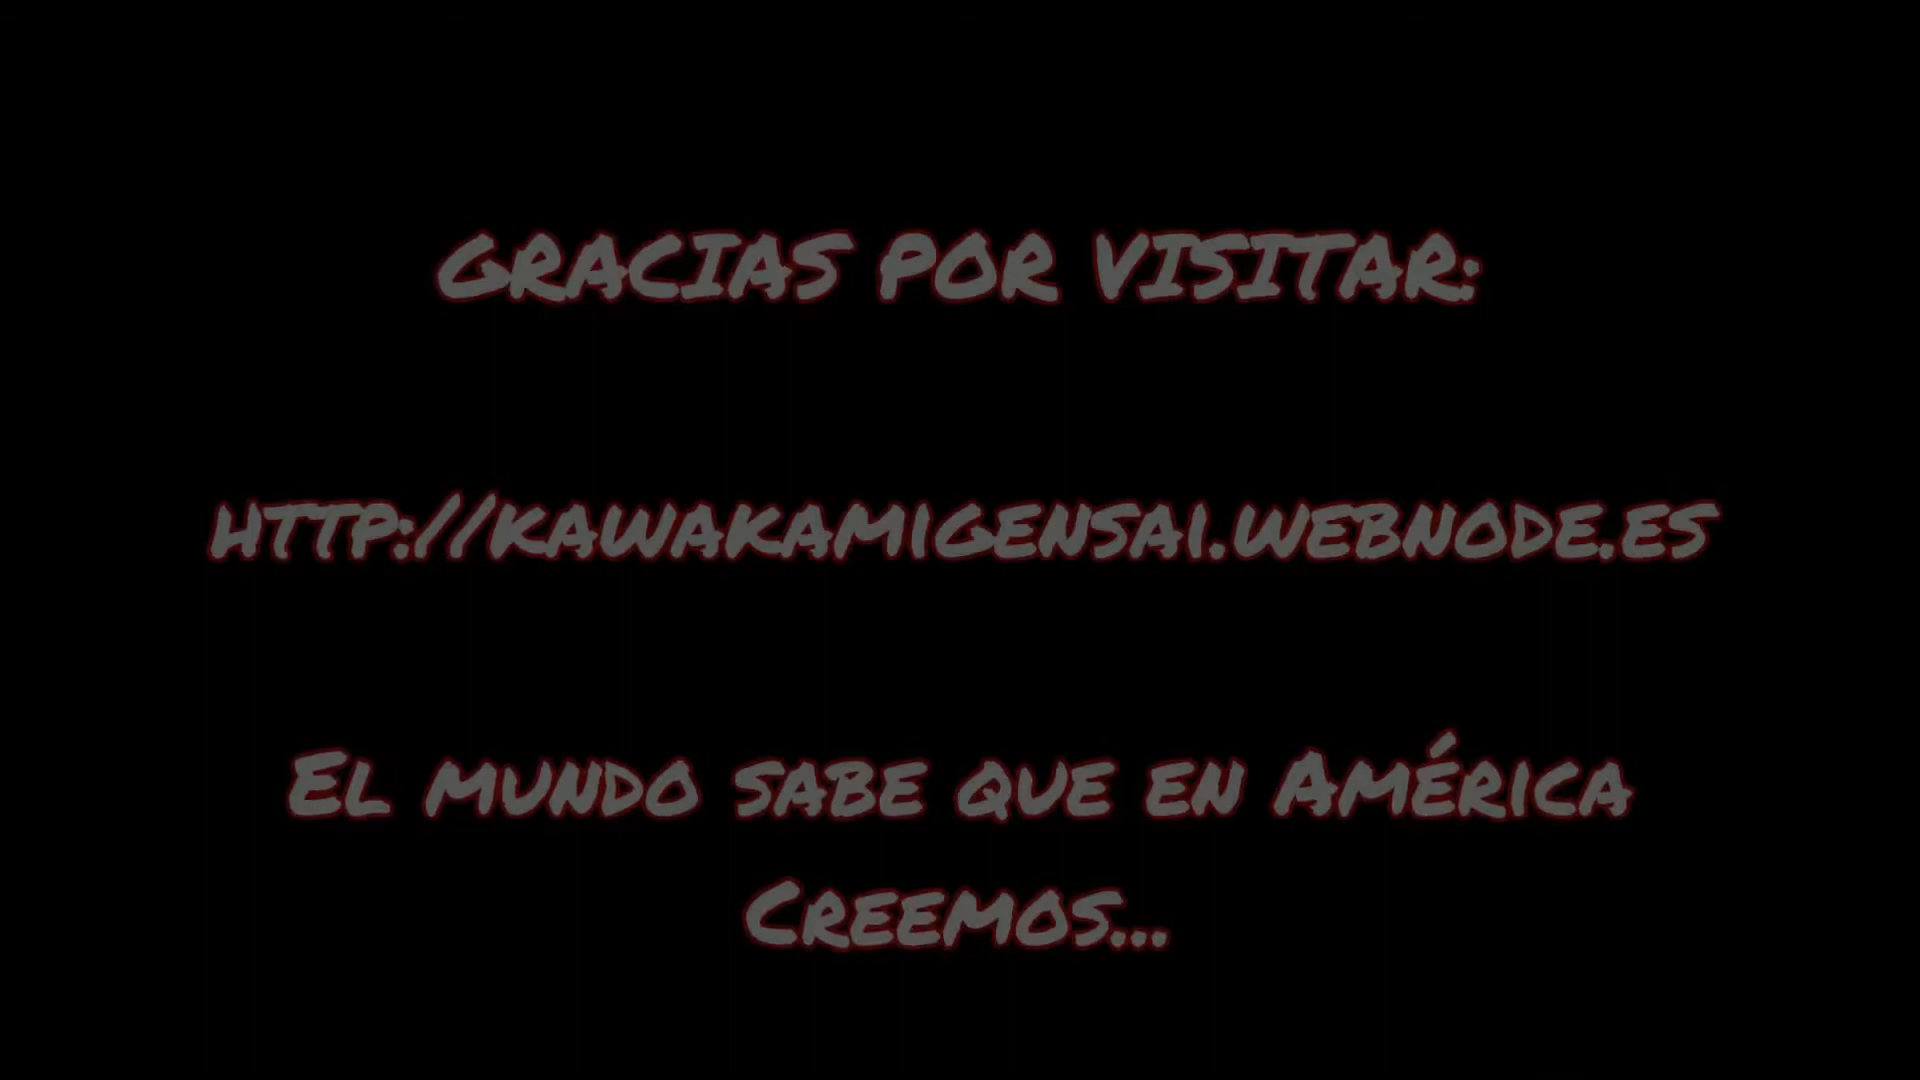 GRACIAS POR VISITAR:
HTTP://KAWAKAMIGENSAI.WEBNODE.ES
EL MUNDO SABE QUE EN AMÉRICA
CREEMOS...